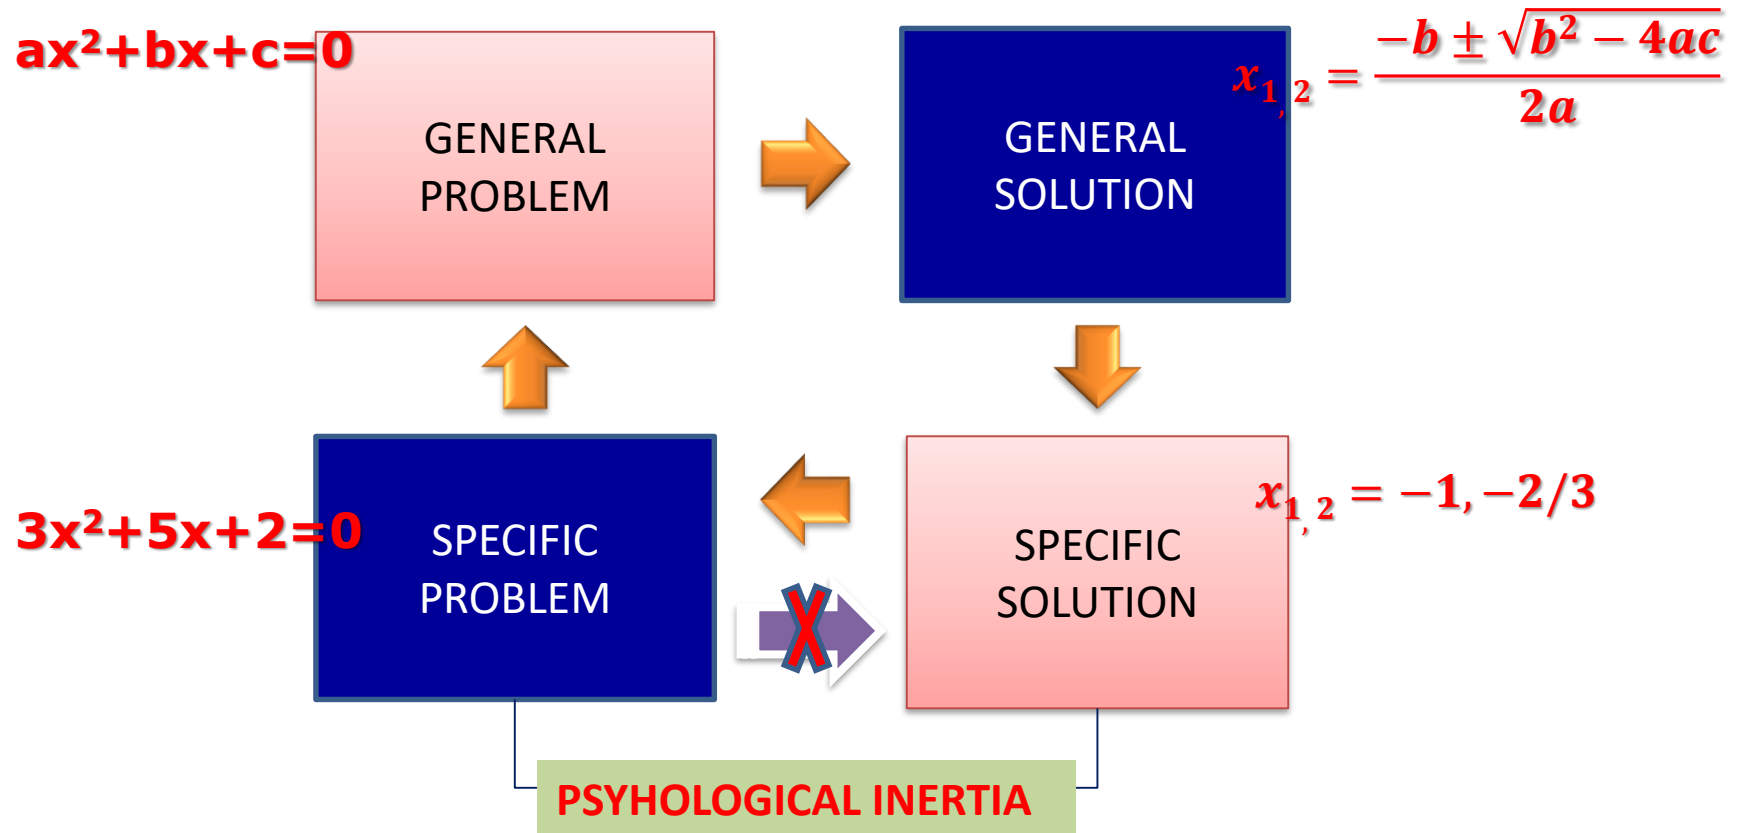 ax²+bx+c=0
GENERAL
PROBLEM
GENERAL
SOLUTION
x₁,₂ = (−b ± √(b² − 4ac)) / 2a
3x²+5x+2=0
SPECIFIC
PROBLEM
SPECIFIC
SOLUTION
x₁,₂ = −1, −2/3
PSYHOLOGICAL INERTIA